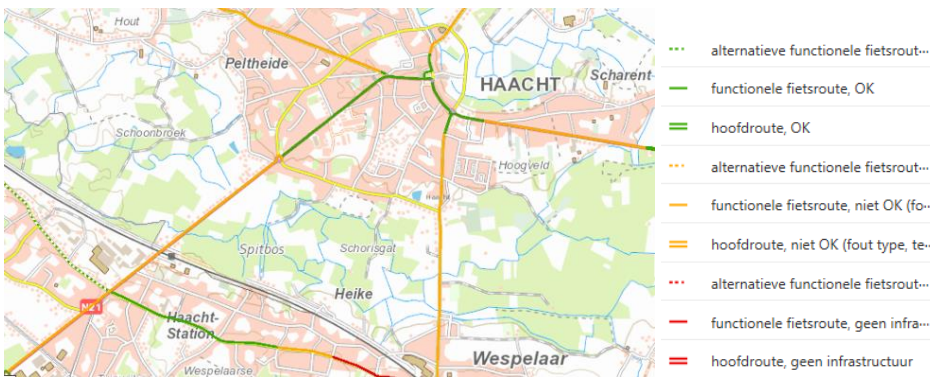 Hout
Peltheide
HAACHT
Scharent
Schoonbroek
Hoogveld
Haacht
Spitbos
Schorisgat
Heike
N21
Haacht-
Station
Wespelaarse
Wespelaar
alternatieve functionele fietsrout...
functionele fietsroute, OK
hoofdroute, OK
alternatieve functionele fietsrout...
functionele fietsroute, niet OK (fo...
hoofdroute, niet OK (fout type, te...
alternatieve functionele fietsrout...
functionele fietsroute, geen infra...
hoofdroute, geen infrastructuur